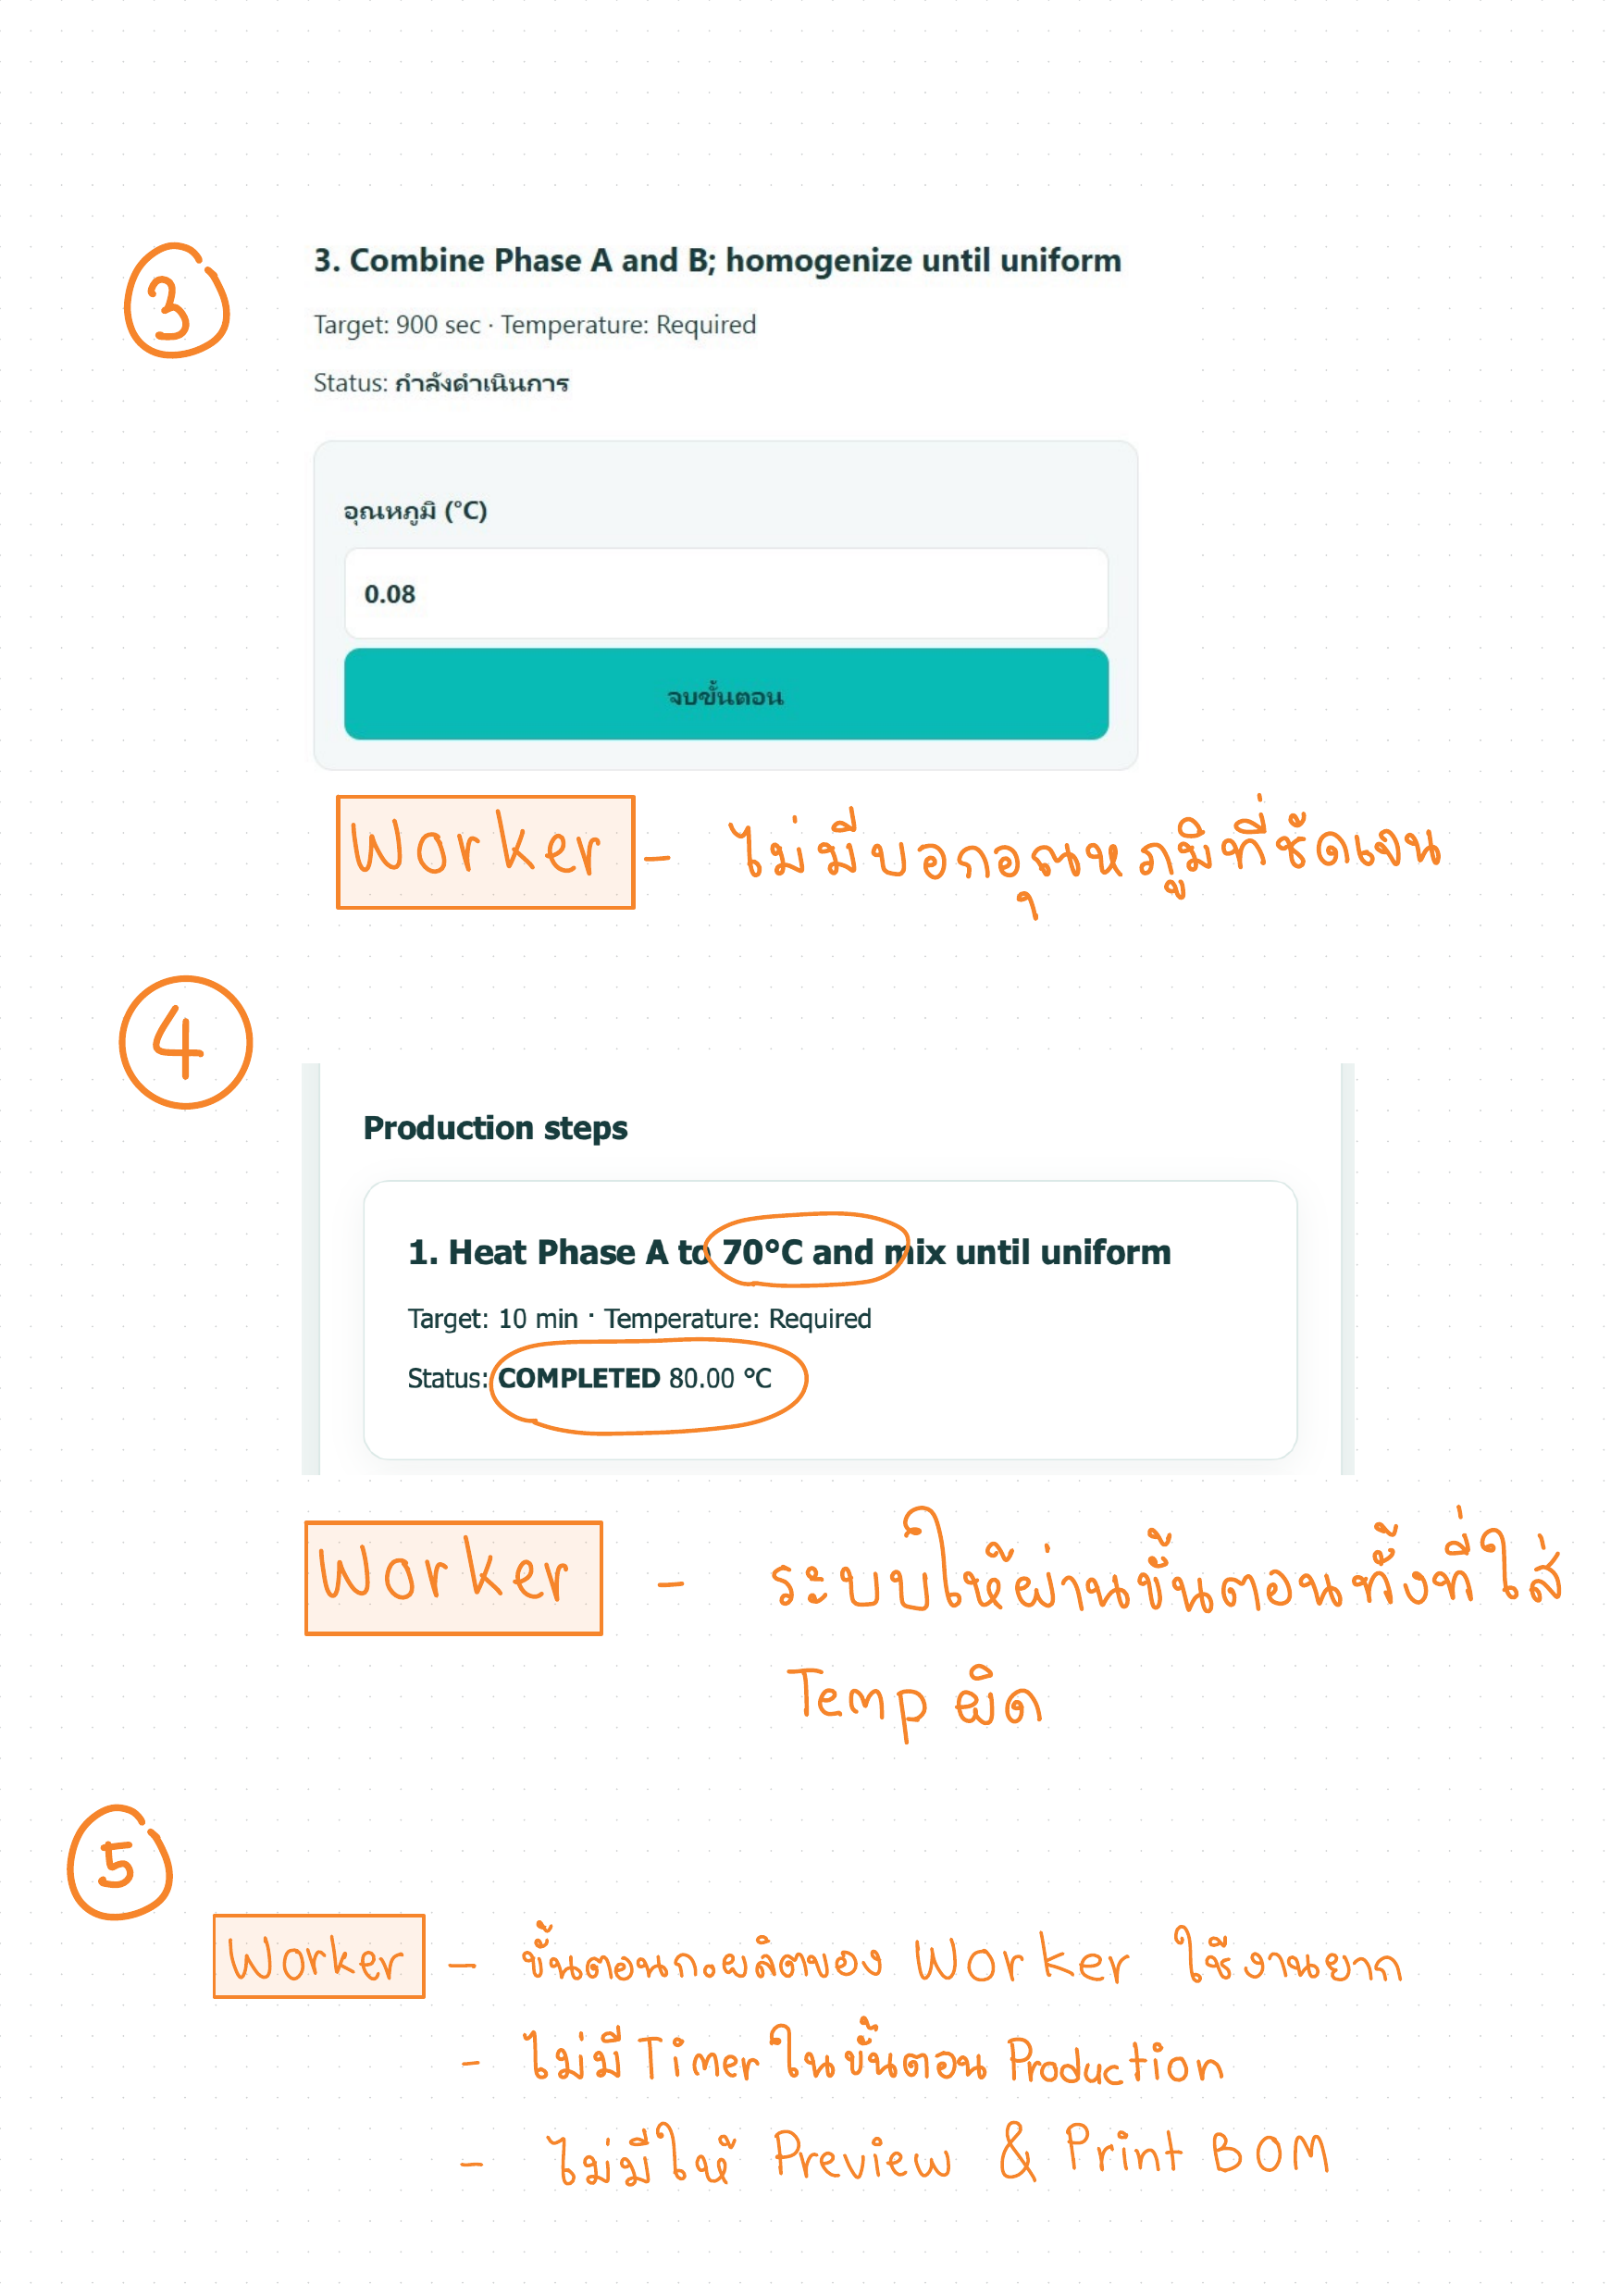 3
3. Combine Phase A and B; homogenize until uniform
Target: 900 sec · Temperature: Required
Status: กำลังดำเนินการ
อุณหภูมิ (°C)
0.08
จบขั้นตอน
Worker - ไม่มีบอกอุณหภูมิที่ชัดเจน
4
Production steps
1. Heat Phase A to 70°C and mix until uniform
Target: 10 min · Temperature: Required
Status: COMPLETED 80.00 °C
Worker - ระบบให้ผ่านขั้นตอนทั้งที่ใส่
Temp ผิด
5
Worker - ขั้นตอนการผลิตของ Worker ใช้งานยาก
- ไม่มี Timer ในขั้นตอน Production
- ไม่มีให้ Preview & Print BOM